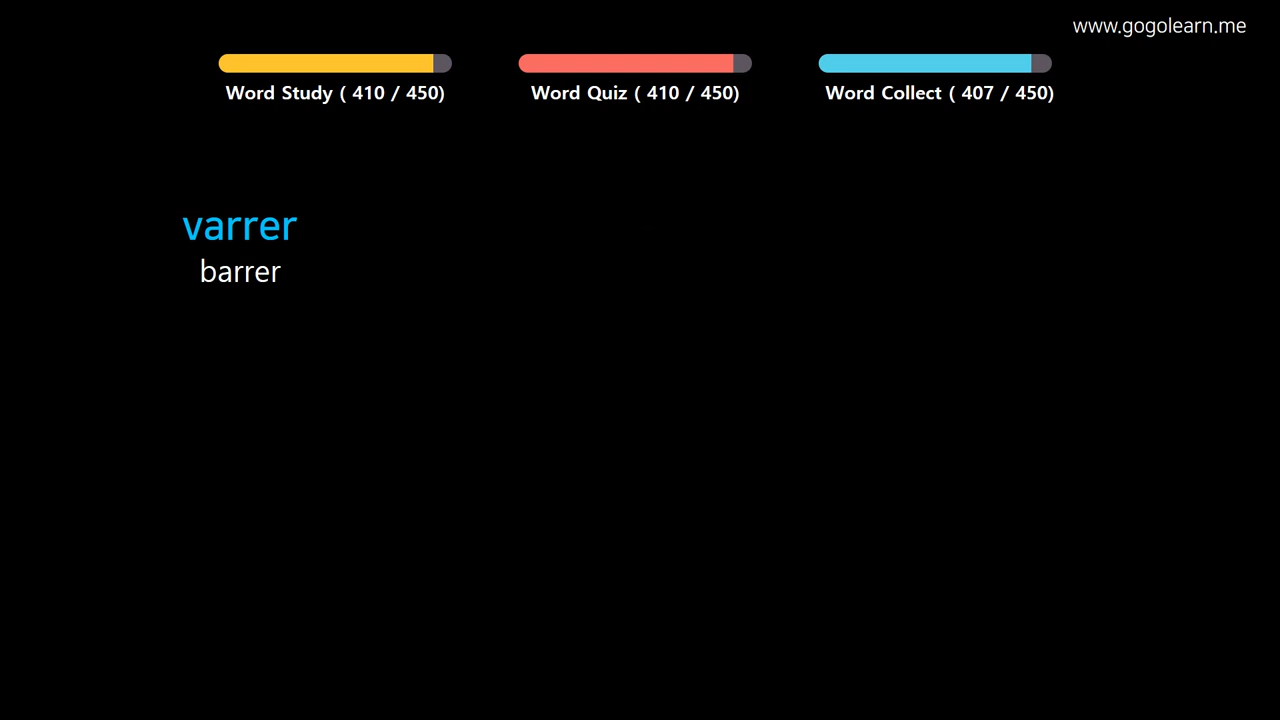 www.gogolearn.me
Word Study ( 410 / 450)
Word Quiz ( 410 / 450)
Word Collect ( 407 / 450)
varrer
barrer